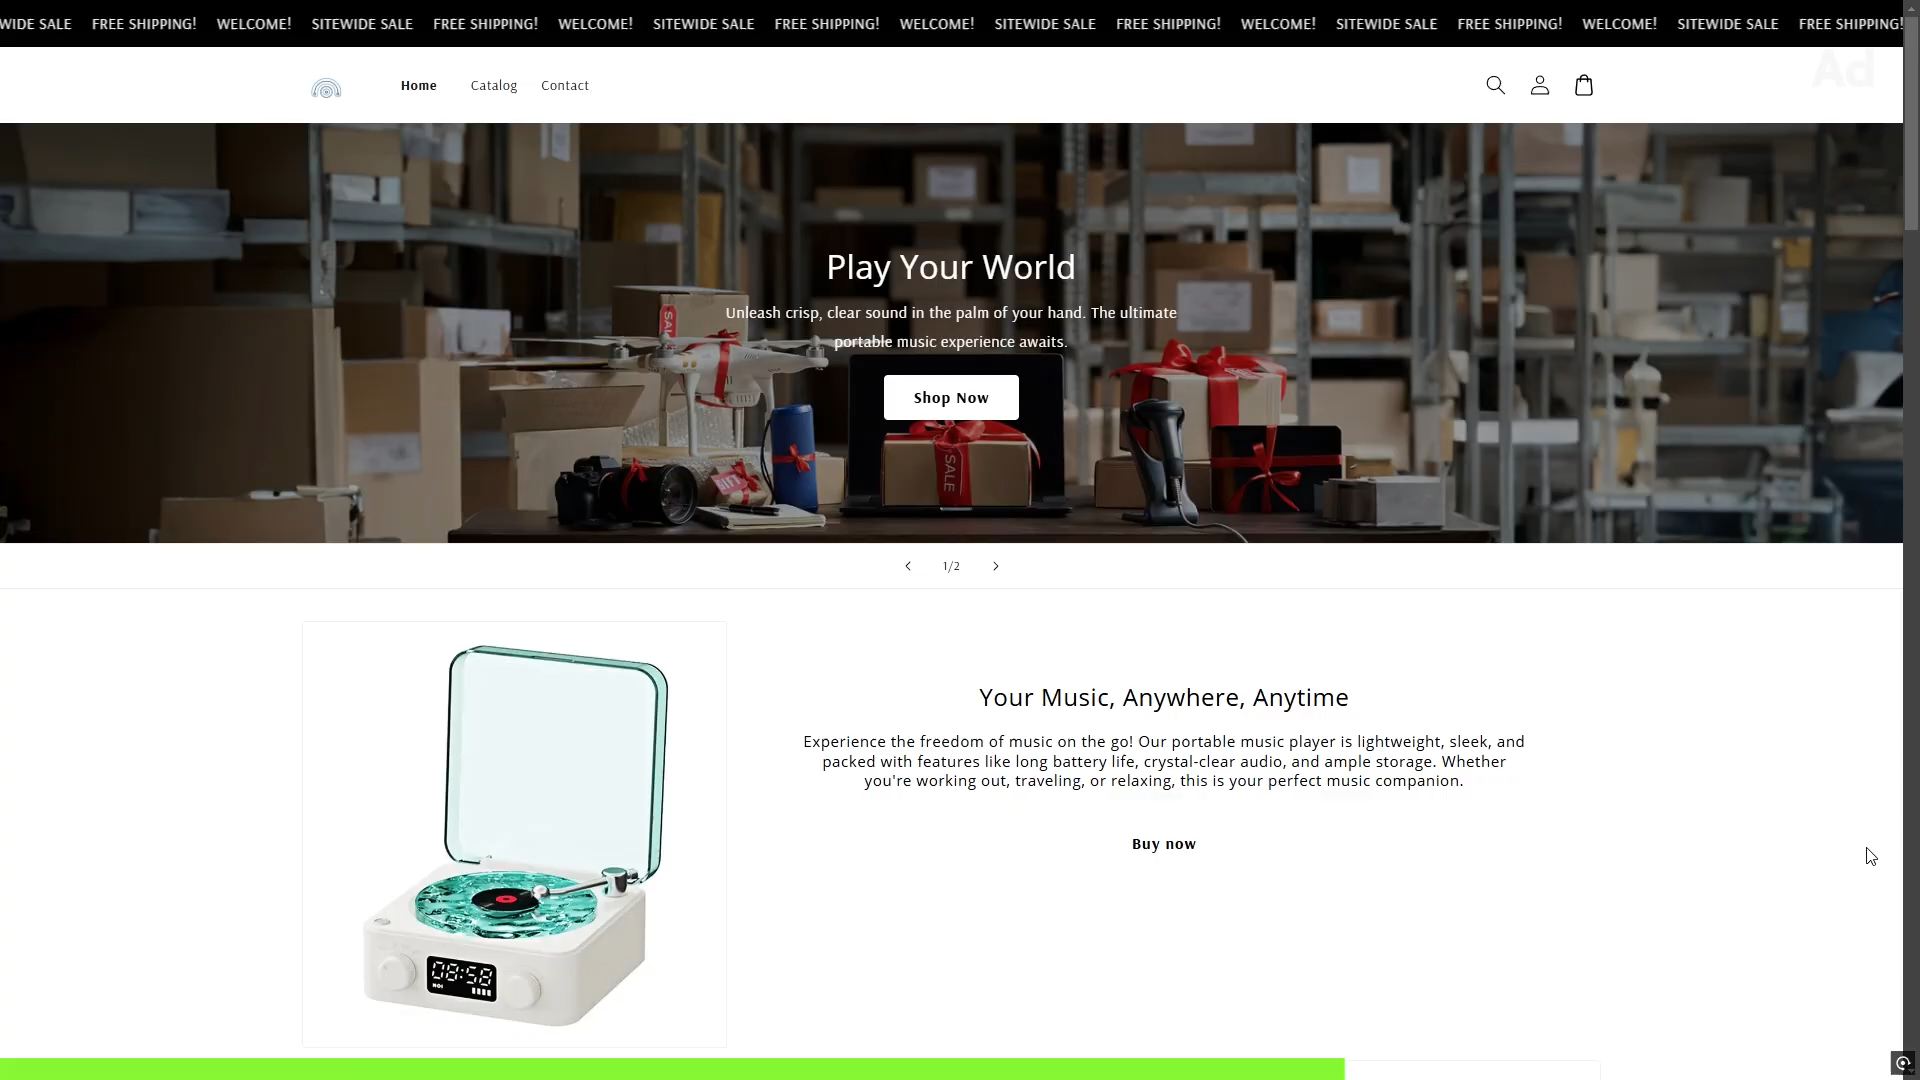 WIDE SALE FREE SHIPPING! WELCOME! SITEWIDE SALE FREE SHIPPING! WELCOME! SITEWIDE SALE FREE SHIPPING! WELCOME! SITEWIDE SALE FREE SHIPPING! WELCOME! SITEWIDE SALE FREE SHIPPING! WELCOME! SITEWIDE SALE FREE SHIPPING!
Ad
Home Catalog Contact
Play Your World
Unleash crisp, clear sound in the palm of your hand. The ultimate
portable music experience awaits.
Shop Now
SALE
SALE
GIFT
1/2
Your Music, Anywhere, Anytime
Experience the freedom of music on the go! Our portable music player is lightweight, sleek, and
packed with features like long battery life, crystal-clear audio, and ample storage. Whether
you're working out, traveling, or relaxing, this is your perfect music companion.
Buy now
08:58